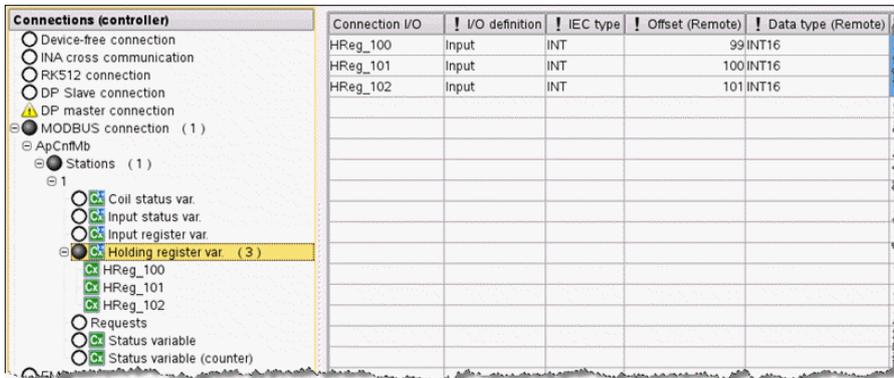 Connections (controller)
Device-free connection
INA cross communication
RK512 connection
DP Slave connection
DP master connection
MODBUS connection (1)
ApCnfMb
Stations (1)
1
Coil status var.
Input status var.
Input register var.
Holding register var. (3)
HReg_100
HReg_101
HReg_102
Requests
Status variable
Status variable (counter)
Connection I/O ! I/O definition ! IEC type ! Offset (Remote) ! Data type (Remote)
HReg_100 Input INT 99 INT16
HReg_101 Input INT 100 INT16
HReg_102 Input INT 101 INT16